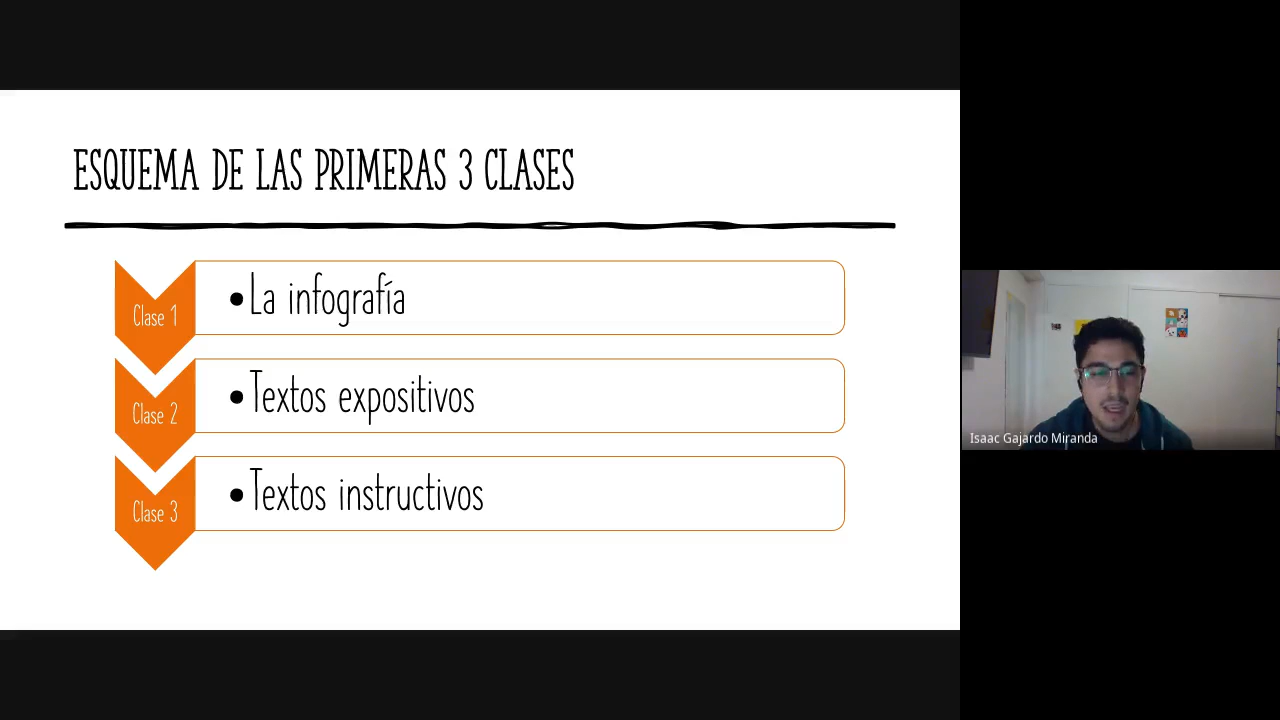 ESQUEMA DE LAS PRIMERAS 3 CLASES
Clase 1
•La infografía
Clase 2
•Textos expositivos
Clase 3
•Textos instructivos
Isaac Gajardo Miranda